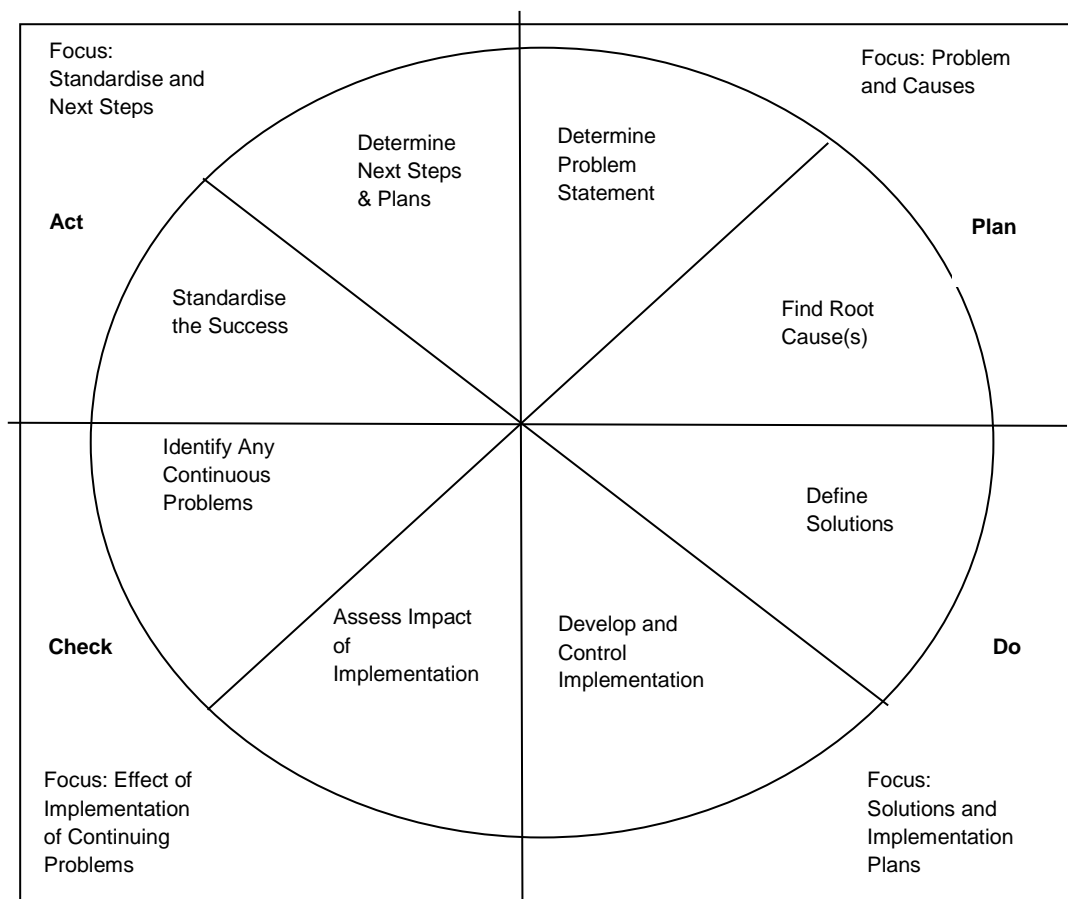 Focus:
Standardise and
Next Steps
Focus: Problem
and Causes
Determine
Next Steps
& Plans
Determine
Problem
Statement
Act
Plan
Standardise
the Success
Find Root
Cause(s)
Identify Any
Continuous
Problems
Define
Solutions
Assess Impact
of
Implementation
Develop and
Control
Implementation
Check
Do
Focus: Effect of
Implementation
of Continuing
Problems
Focus:
Solutions and
Implementation
Plans